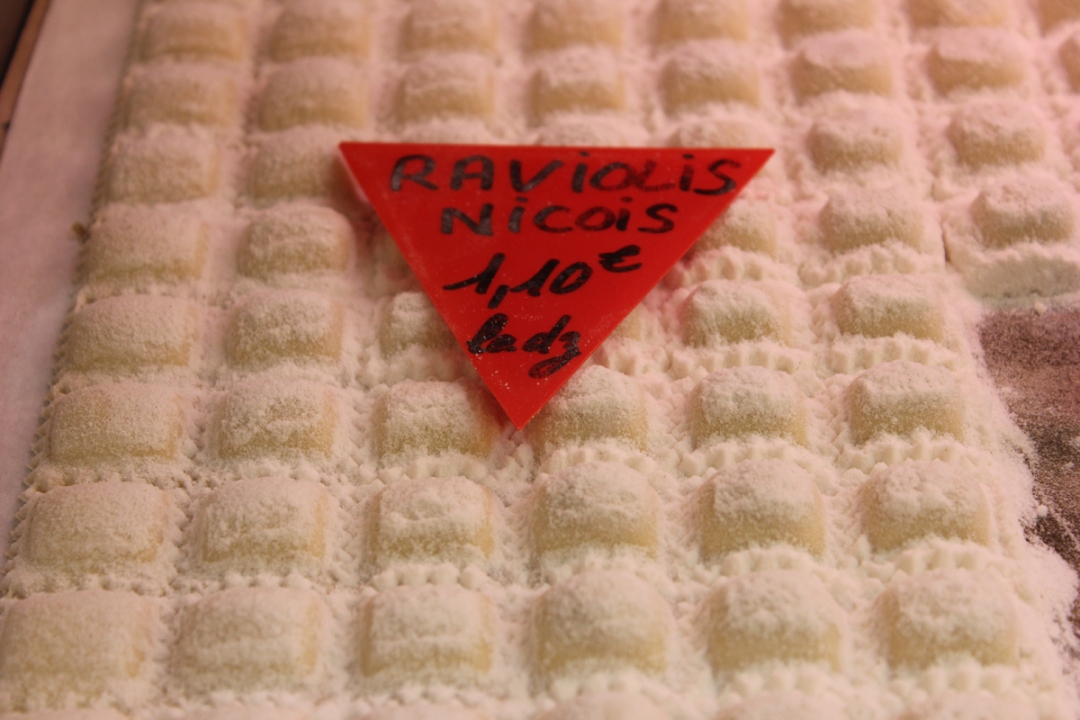 RAViOLiS
NiCOiS
1,10€
la dz